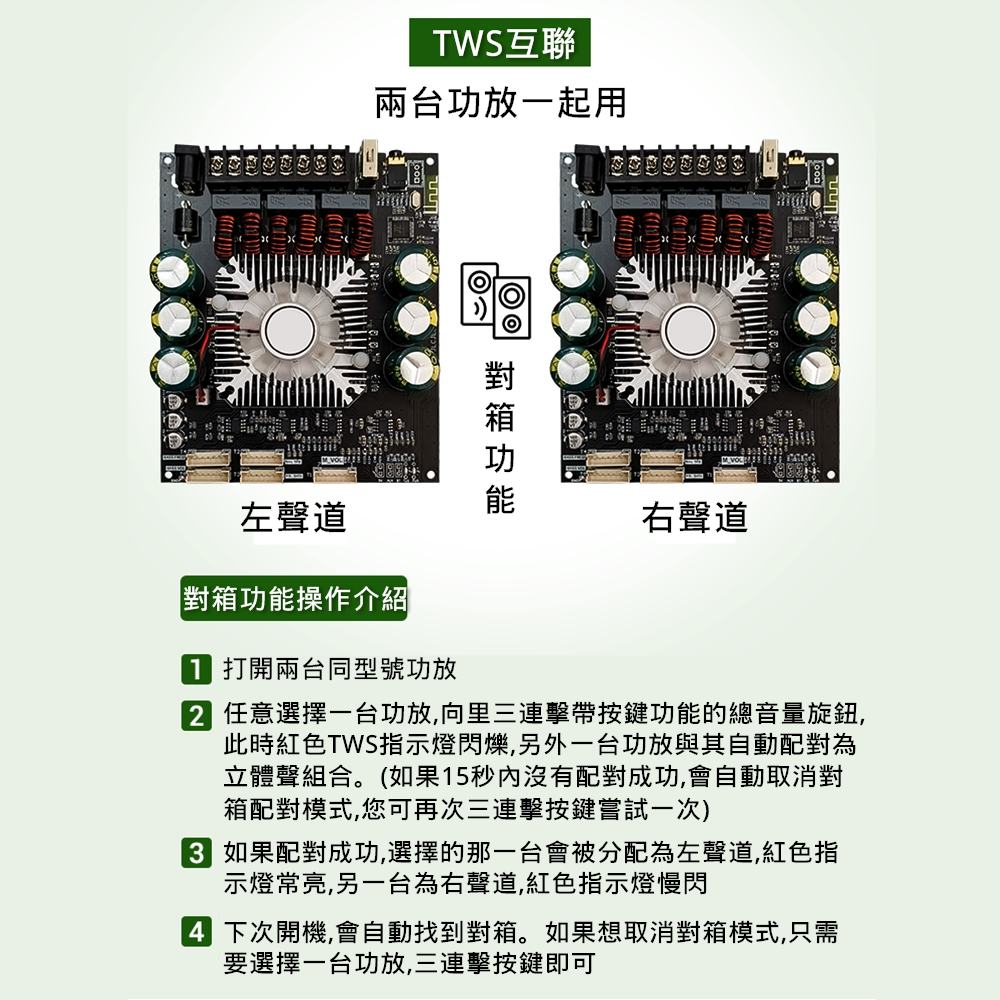 TWS互聯
兩台功放一起用
對箱功能
左聲道
右聲道
對箱功能操作介紹
1 打開兩台同型號功放
2 任意選擇一台功放,向里三連擊帶按鍵功能的總音量旋鈕,
此時紅色TWS指示燈閃爍,另外一台功放與其自動配對為
立體聲組合。(如果15秒內沒有配對成功,會自動取消對
箱配對模式,您可再次三連擊按鍵嘗試一次)
3 如果配對成功,選擇的那一台會被分配為左聲道,紅色指
示燈常亮,另一台為右聲道,紅色指示燈慢閃
4 下次開機,會自動找到對箱。如果想取消對箱模式,只需
要選擇一台功放,三連擊按鍵即可
M_VOL
M_VOL